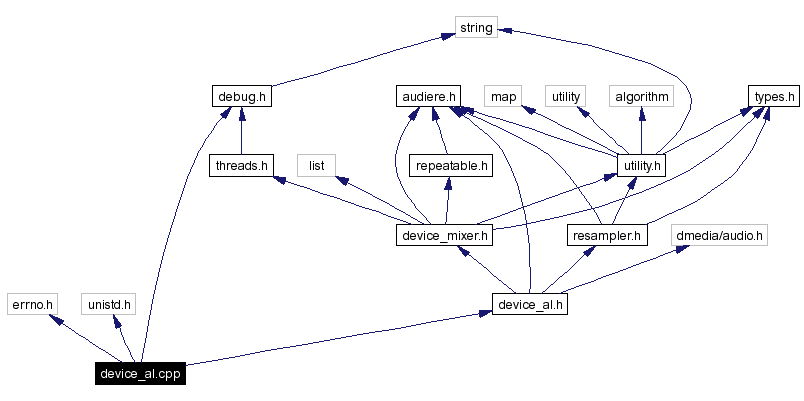 string
debug.h
audiere.h
map
utility
algorithm
types.h
threads.h
list
repeatable.h
utility.h
device_mixer.h
resampler.h
dmedia/audio.h
errno.h
unistd.h
device_al.h
device_al.cpp